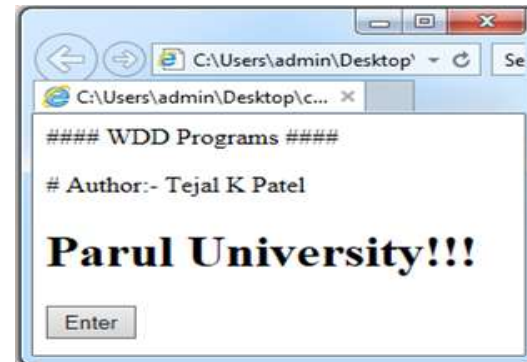 C:\Users\admin\Desktop\
Se
C:\Users\admin\Desktop\c...
#### WDD Programs ####
# Author:- Tejal K Patel
Parul University!!!
Enter